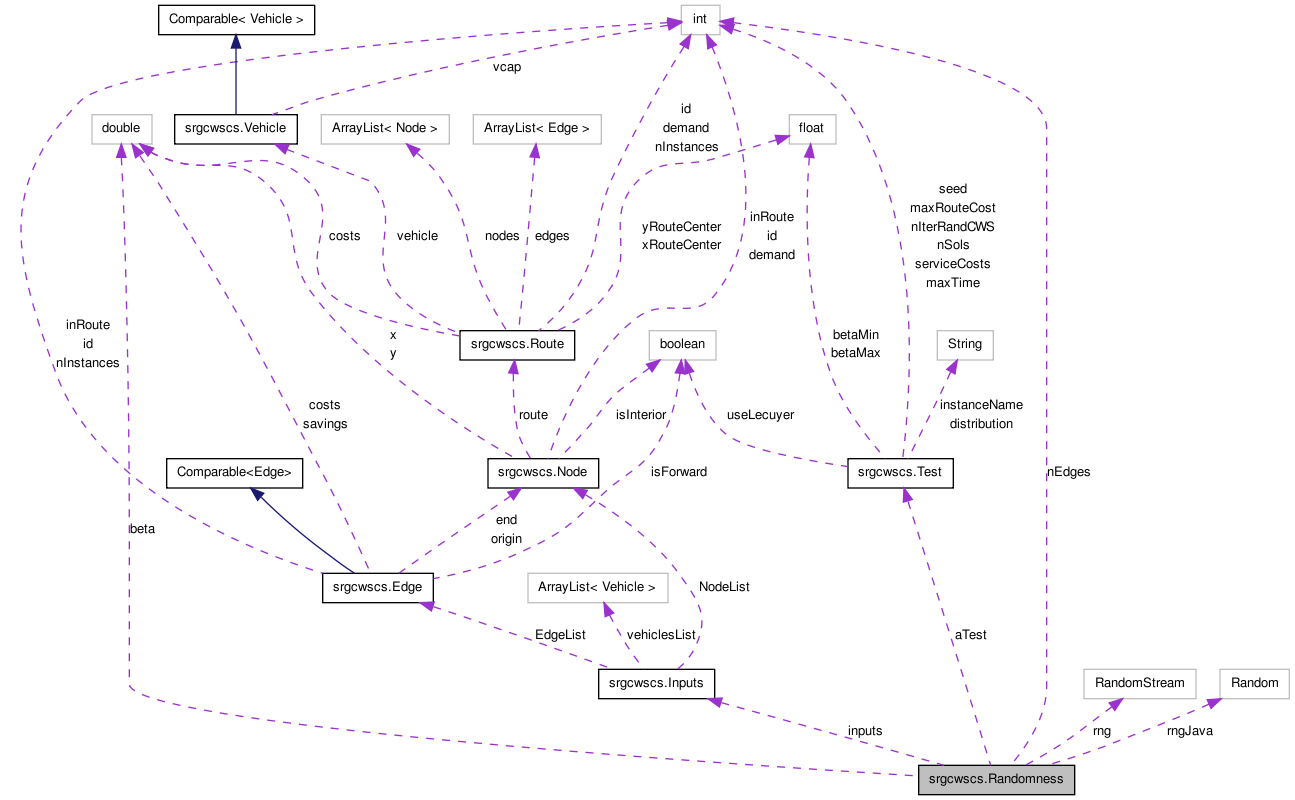 Comparable< Vehicle >
int
vcap
double
srgcwscs.Vehicle
ArrayList< Node >
ArrayList< Edge >
id
demand
nInstances
float
seed
maxRouteCost
nIterRandCWS
nSols
serviceCosts
maxTime
costs
vehicle
nodes
edges
yRouteCenter
xRouteCenter
inRoute
id
demand
inRoute
id
nInstances
x
y
srgcwscs.Route
boolean
betaMin
betaMax
String
costs
savings
route
isInterior
useLecuyer
instanceName
distribution
Comparable<Edge>
srgcwscs.Node
isForward
srgcwscs.Test
nEdges
beta
end
origin
srgcwscs.Edge
ArrayList< Vehicle >
NodeList
EdgeList
vehiclesList
aTest
srgcwscs.Inputs
RandomStream
Random
inputs
rng
rngJava
srgcwscs.Randomness